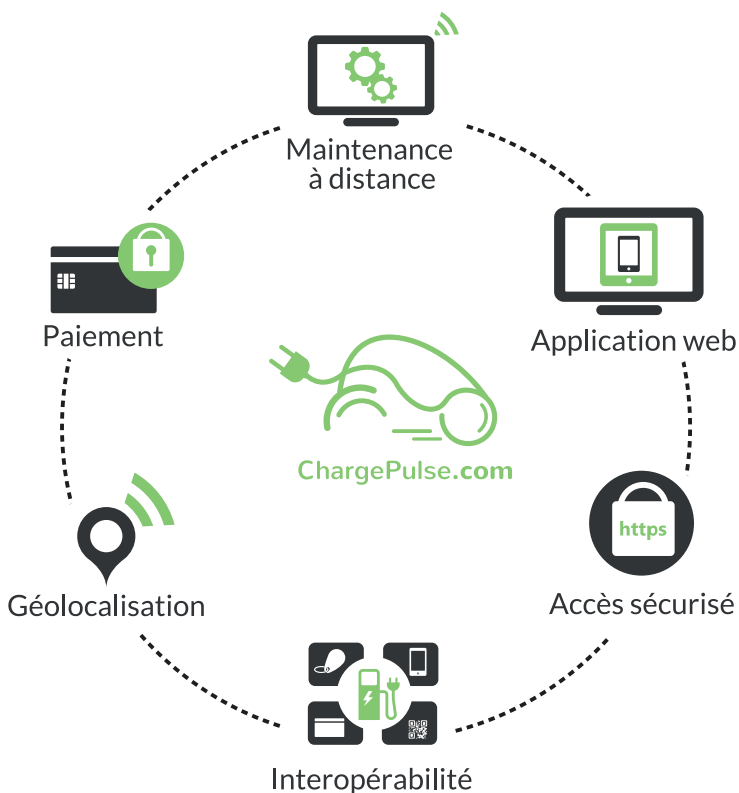 Maintenance
à distance
Paiement
Application web
ChargePulse.com
https
Géolocalisation
Accès sécurisé
Interopérabilité